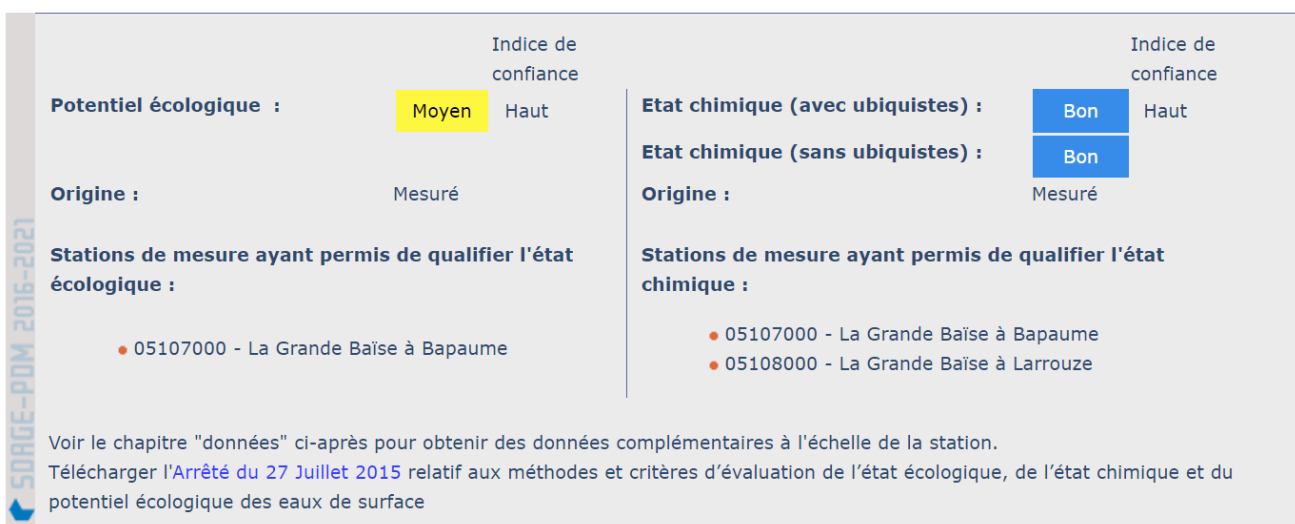 Indice de
confiance
Potentiel écologique :
Moyen
Haut
Origine :
Mesuré
Stations de mesure ayant permis de qualifier l'état
écologique :
05107000 - La Grande Baïse à Bapaume
Indice de
confiance
Etat chimique (avec ubiquistes) :
Bon
Haut
Etat chimique (sans ubiquistes) :
Bon
Origine :
Mesuré
Stations de mesure ayant permis de qualifier l'état
chimique :
05107000 - La Grande Baïse à Bapaume
05108000 - La Grande Baïse à Larrouze
Voir le chapitre "données" ci-après pour obtenir des données complémentaires à l'échelle de la station.
Télécharger l'Arrêté du 27 Juillet 2015 relatif aux méthodes et critères d’évaluation de l’état écologique, de l’état chimique et du
potentiel écologique des eaux de surface
SDAGE-PDM 2016-2021